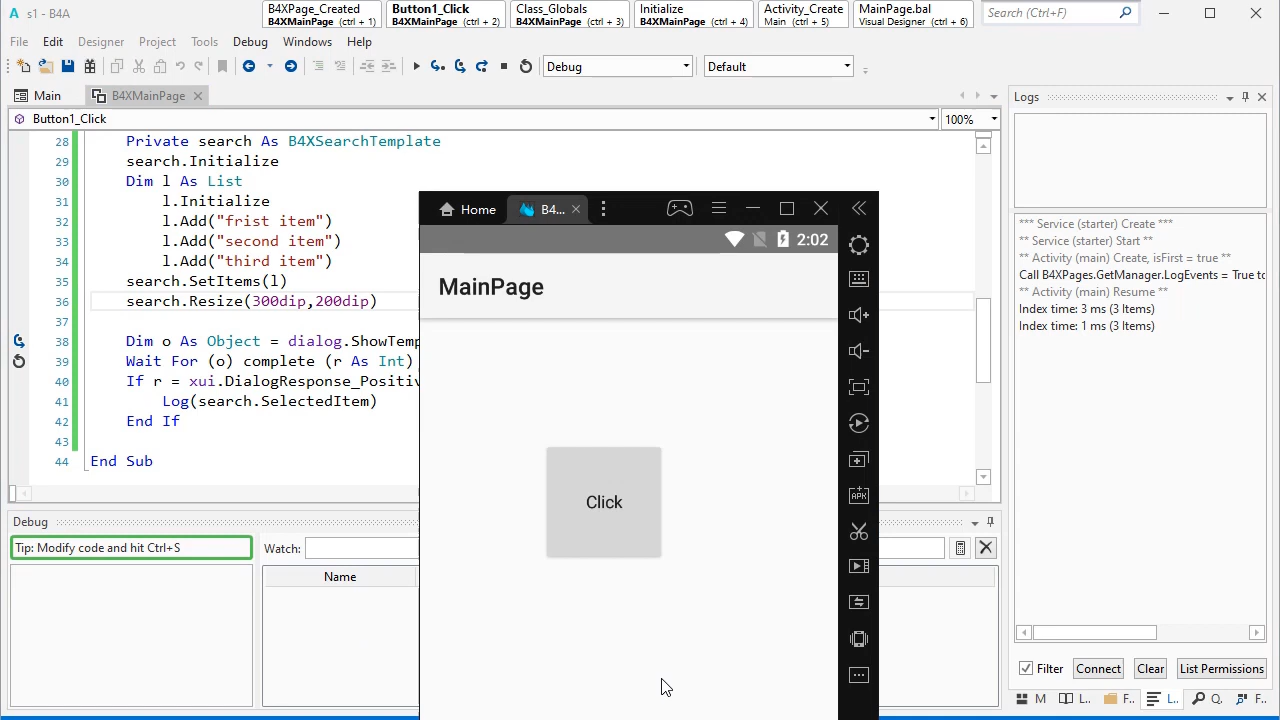 s1 - B4A
B4XPage_Created
B4XMainPage (ctrl + 1)
Button1_Click
B4XMainPage (ctrl + 2)
Class_Globals
B4XMainPage (ctrl + 3)
Initialize
B4XMainPage (ctrl + 4)
Activity_Create
Main (ctrl + 5)
MainPage.bal
Visual Designer (ctrl + 6)
Search (Ctrl+F)
File Edit Designer Project Tools Debug Windows Help
Debug
Default
Main
B4XMainPage
Button1_Click
100%
28 Private search As B4XSearchTemplate
29 search.Initialize
30 Dim l As List
31 l.Initialize
32 l.Add("frist item")
33 l.Add("second item")
34 l.Add("third item")
35 search.SetItems(l)
36 search.Resize(300dip,200dip)
37
38 Dim o As Object = dialog.ShowTemp
39 Wait For (o) complete (r As Int)
40 If r = xui.DialogResponse_Positiv
41 Log(search.SelectedItem)
42 End If
43
44 End Sub
Home
B4...
2:02
MainPage
Click
APK
Debug
Tip: Modify code and hit Ctrl+S
Watch:
Name
Logs
*** Service (starter) Create ***
** Service (starter) Start **
** Activity (main) Create, isFirst = true **
Call B4XPages.GetManager.LogEvents = True to
** Activity (main) Resume **
Index time: 3 ms (3 Items)
Index time: 1 ms (3 Items)
Filter
Connect
Clear
List Permissions
M
L..
F..
L..
Q.
F..